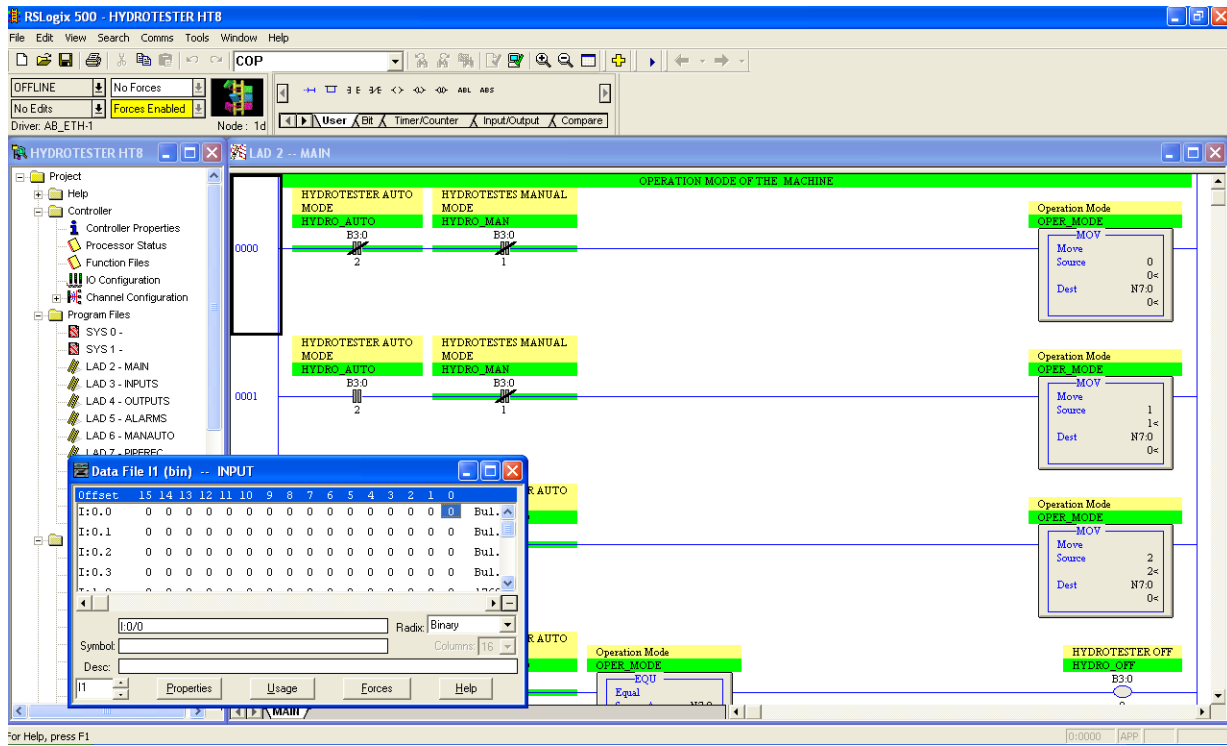 RSLogix 500 - HYDROTESTER HT8
File Edit View Search Comms Tools Window Help
COP
OFFLINE No Forces
No Edits Forces Enabled
Driver: AB_ETH-1 Node: 1d
ABL ABS
User Bit Timer/Counter Input/Output Compare
HYDROTESTER HT8
Project
Help
Controller
Controller Properties
Processor Status
Function Files
IO Configuration
Channel Configuration
Program Files
SYS 0 -
SYS 1 -
LAD 2 - MAIN
LAD 3 - INPUTS
LAD 4 - OUTPUTS
LAD 5 - ALARMS
LAD 6 - MANAUTO
LAD 7 - PIPEREC
LAD 2 -- MAIN
OPERATION MODE OF THE MACHINE
HYDROTESTER AUTO MODE
HYDRO_AUTO
B3:0
2
HYDROTESTES MANUAL MODE
HYDRO_MAN
B3:0
1
0000
Operation Mode
OPER_MODE
MOV
Move
Source 0
0<
Dest N7:0
0<
HYDROTESTER AUTO MODE
HYDRO_AUTO
B3:0
2
HYDROTESTES MANUAL MODE
HYDRO_MAN
B3:0
1
0001
Operation Mode
OPER_MODE
MOV
Move
Source 1
1<
Dest N7:0
0<
R AUTO
Operation Mode
OPER_MODE
MOV
Move
Source 2
2<
Dest N7:0
0<
R AUTO
Operation Mode
OPER_MODE
EQU
Equal
HYDROTESTER OFF
HYDRO_OFF
B3:0
Data File I1 (bin) -- INPUT
Offset 15 14 13 12 11 10 9 8 7 6 5 4 3 2 1 0
I:0.0 0 0 0 0 0 0 0 0 0 0 0 0 0 0 0 0 Bul.
I:0.1 0 0 0 0 0 0 0 0 0 0 0 0 0 0 0 0 Bul.
I:0.2 0 0 0 0 0 0 0 0 0 0 0 0 0 0 0 0 Bul.
I:0.3 0 0 0 0 0 0 0 0 0 0 0 0 0 0 0 0 Bul.
I:0/0 Radix: Binary
Symbol: Columns: 16
Desc:
I1 Properties Usage Forces Help
MAIN
For Help, press F1
0:0000 APP